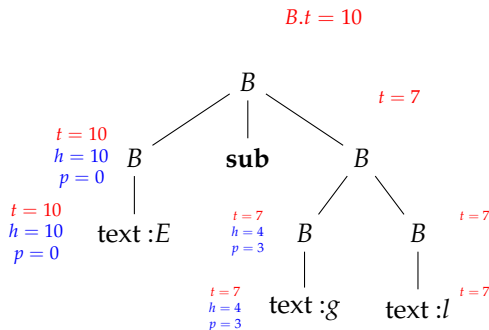 B.t = 10
B
t = 7
t = 10
h = 10
p = 0
B
sub
B
t = 10
h = 10
p = 0
text :E
t = 7
h = 4
p = 3
B
B
t = 7
t = 7
h = 4
p = 3
text :g
text :l
t = 7